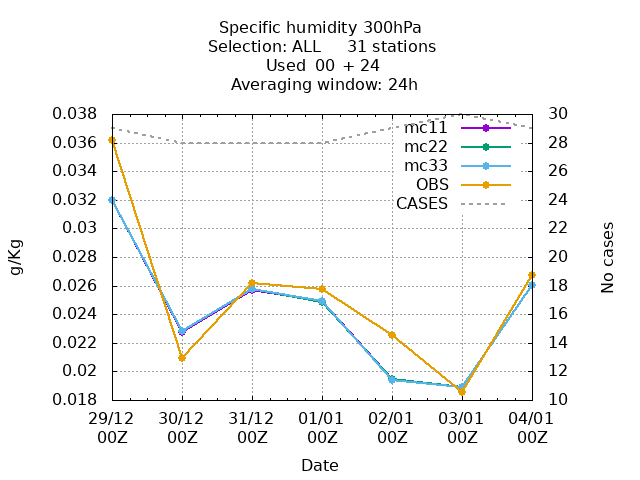 Specific humidity 300hPa
Selection: ALL 31 stations
Used 00 + 24
Averaging window: 24h
0.038
0.036
0.034
0.032
0.03
0.028
0.026
0.024
0.022
0.02
0.018
g/Kg
mc11
mc22
mc33
OBS
CASES
30
28
26
24
22
20
18
16
14
12
10
No cases
29/12 30/12 31/12 01/01 02/01 03/01 04/01
00Z 00Z 00Z 00Z 00Z 00Z 00Z
Date